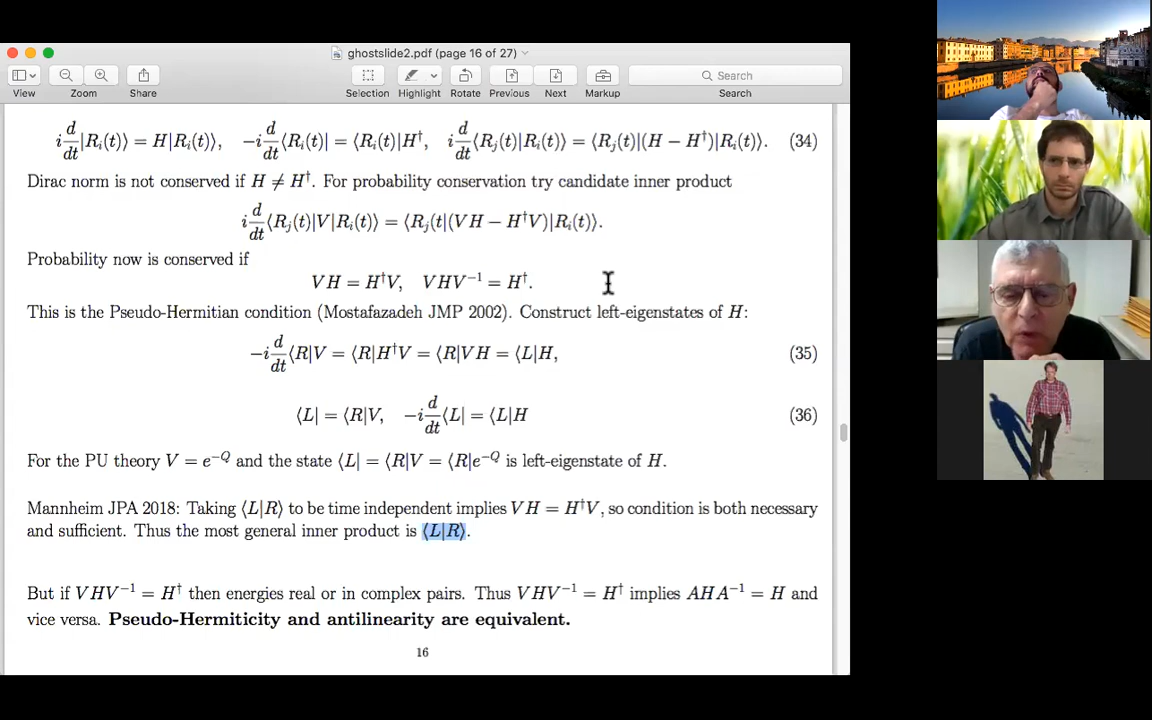 ghostslide2.pdf (page 16 of 27)
View Zoom Share Selection Highlight Rotate Previous Next Markup Search
Search
i d/dt |R_i(t)⟩ = H|R_i(t)⟩, −i d/dt ⟨R_i(t)| = ⟨R_i(t)|H†, i d/dt ⟨R_j(t)|R_i(t)⟩ = ⟨R_j(t)|(H − H†)|R_i(t)⟩. (34)
Dirac norm is not conserved if H ≠ H†. For probability conservation try candidate inner product
i d/dt ⟨R_j(t)|V|R_i(t)⟩ = ⟨R_j(t|(VH − H†V)|R_i(t)⟩.
Probability now is conserved if
VH = H†V, VHV⁻¹ = H†.
This is the Pseudo-Hermitian condition (Mostafazadeh JMP 2002). Construct left-eigenstates of H:
−i d/dt ⟨R|V = ⟨R|H†V = ⟨R|VH = ⟨L|H, (35)
⟨L| = ⟨R|V, −i d/dt ⟨L| = ⟨L|H (36)
For the PU theory V = e^−Q and the state ⟨L| = ⟨R|V = ⟨R|e^−Q is left-eigenstate of H.
Mannheim JPA 2018: Taking ⟨L|R⟩ to be time independent implies VH = H†V, so condition is both necessary
and sufficient. Thus the most general inner product is ⟨L|R⟩.
But if VHV⁻¹ = H† then energies real or in complex pairs. Thus VHV⁻¹ = H† implies AHA⁻¹ = H and
vice versa. Pseudo-Hermiticity and antilinearity are equivalent.
16